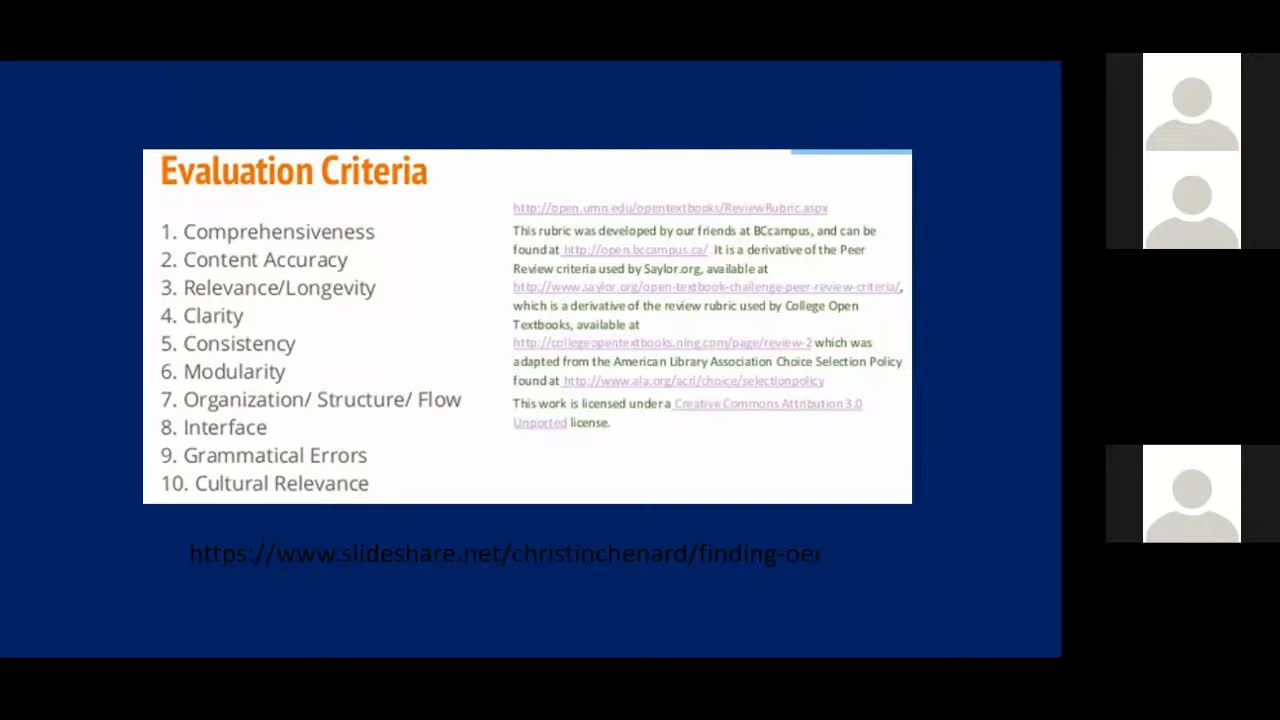 Evaluation Criteria
1. Comprehensiveness
2. Content Accuracy
3. Relevance/Longevity
4. Clarity
5. Consistency
6. Modularity
7. Organization/ Structure/ Flow
8. Interface
9. Grammatical Errors
10. Cultural Relevance
http://open.umn.edu/opentextbooks/ReviewRubric.aspx
This rubric was developed by our friends at BCcampus, and can be
found at http://open.bccampus.ca/. It is a derivative of the Peer
Review criteria used by Saylor.org, available at
http://www.saylor.org/open-textbook-challenge-peer-review-criteria/,
which is a derivative of the review rubric used by College Open
Textbooks, available at
http://collegeopentextbooks.ning.com/page/review-2 which was
adapted from the American Library Association Choice Selection Policy
found at http://www.ala.org/acrl/choice/selectionpolicy
This work is licensed under a Creative Commons Attribution 3.0
Unported license.
https://www.slideshare.net/christinchenard/finding-oer